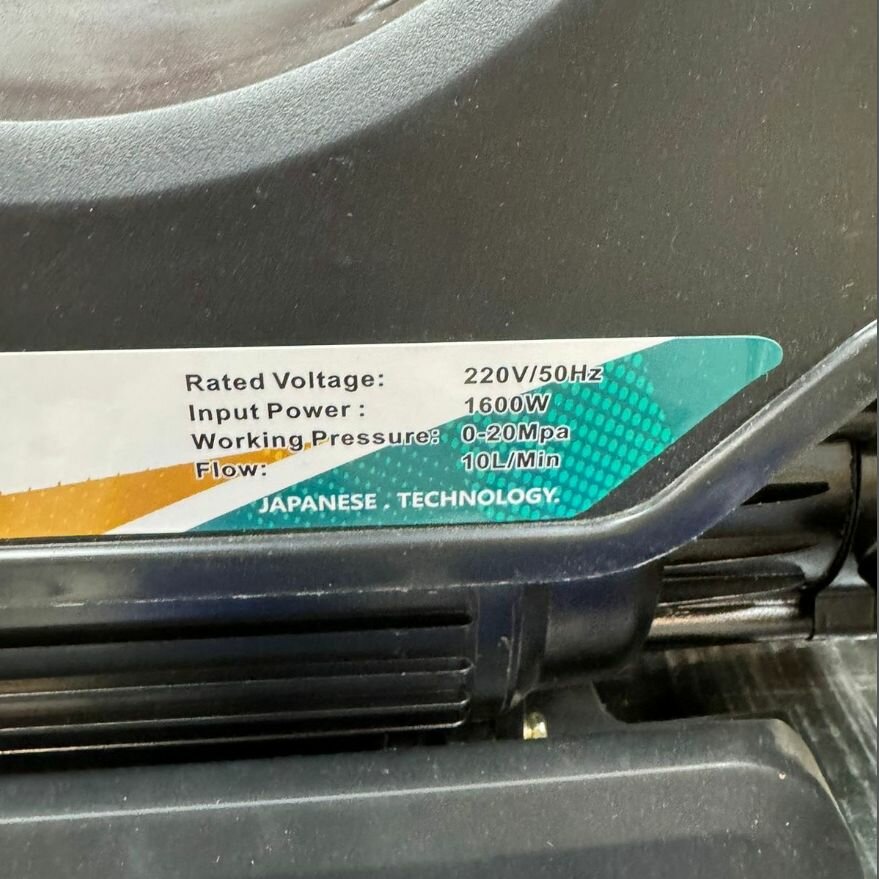 Rated Voltage: 220V/50Hz
Input Power : 1600W
Working Pressure: 0-20Mpa
Flow: 10L/Min
JAPANESE . TECHNOLOGY.